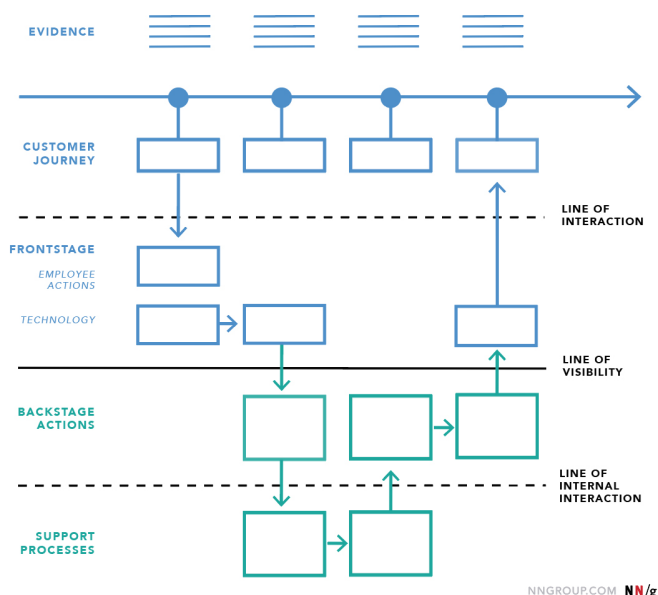 EVIDENCE
CUSTOMER
JOURNEY
LINE OF
INTERACTION
FRONTSTAGE
EMPLOYEE
ACTIONS
TECHNOLOGY
LINE OF
VISIBILITY
BACKSTAGE
ACTIONS
LINE OF
INTERNAL
INTERACTION
SUPPORT
PROCESSES
NNGROUP.COM NN/g